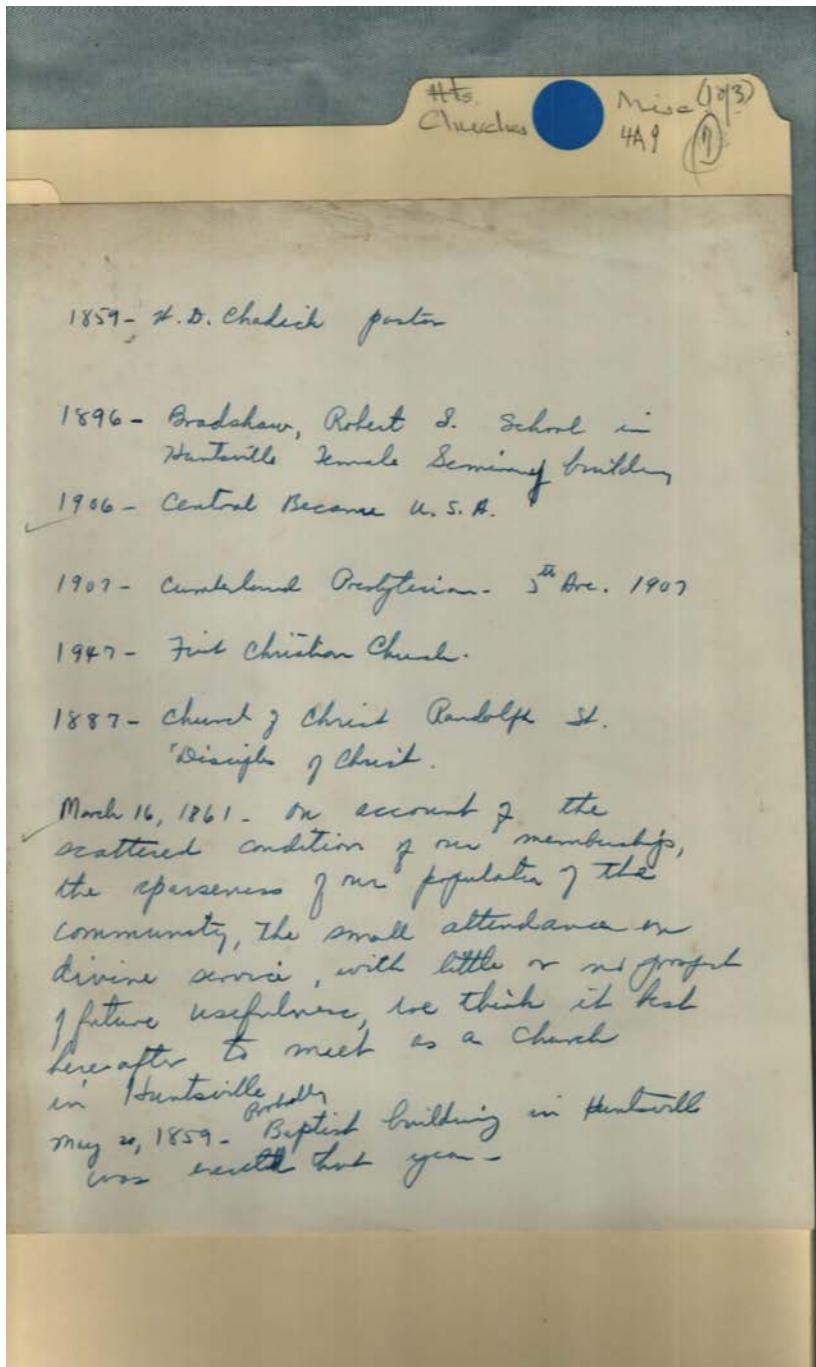 Hts.
Churches
Misc (1 of 3)
4A9
7
1859- W.D. Chadick pastor
1896- Bradshaw, Robert S. School in
Huntsville Female Seminary building
1906- Central Became U.S.A.
1907- Cumberland Presbyterian- 5th Ave. 1907
1947- First Christian Church.
1887- Church of Christ Randolph St.
"Disciples of Christ.
March 16, 1861- On account of the
scattered condition of our membership,
the sparseness of our population of the
community, the small attendance on
divine service, with little or no prospect
of future usefulness, we think it best
hereafter to meet as a Church
in Huntsville
Probably
May 20, 1859- Baptist building in Huntsville
was erected that year-